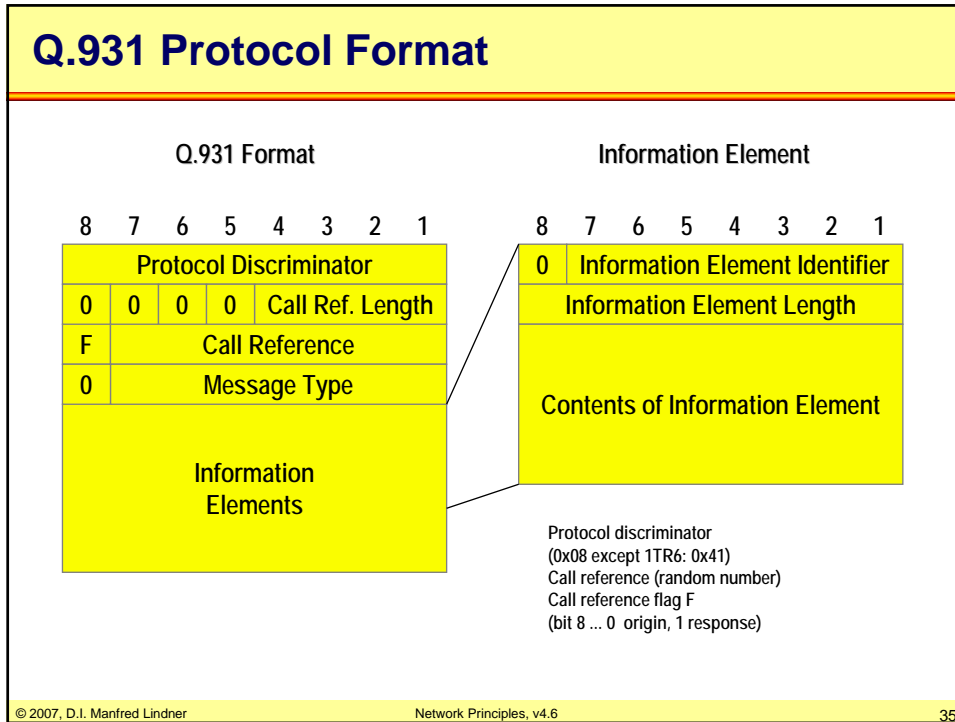 Q.931 Protocol Format
Q.931 Format
8 7 6 5 4 3 2 1
Protocol Discriminator
0 0 0 0 Call Ref. Length
F Call Reference
0 Message Type
Information
Elements
Information Element
8 7 6 5 4 3 2 1
0 Information Element Identifier
Information Element Length
Contents of Information Element
Protocol discriminator
(0x08 except 1TR6: 0x41)
Call reference (random number)
Call reference flag F
(bit 8 ... 0 origin, 1 response)
© 2007, D.I. Manfred Lindner
Network Principles, v4.6
35